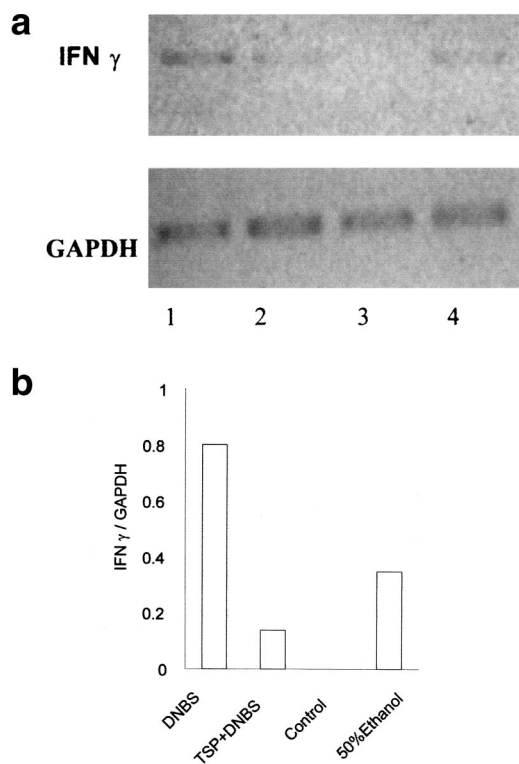 a
IFN γ
GAPDH
1 2 3 4
b
1
0.8
0.6
0.4
0.2
0
IFN γ / GAPDH
DNBS
TSP+DNBS
Control
50%Ethanol